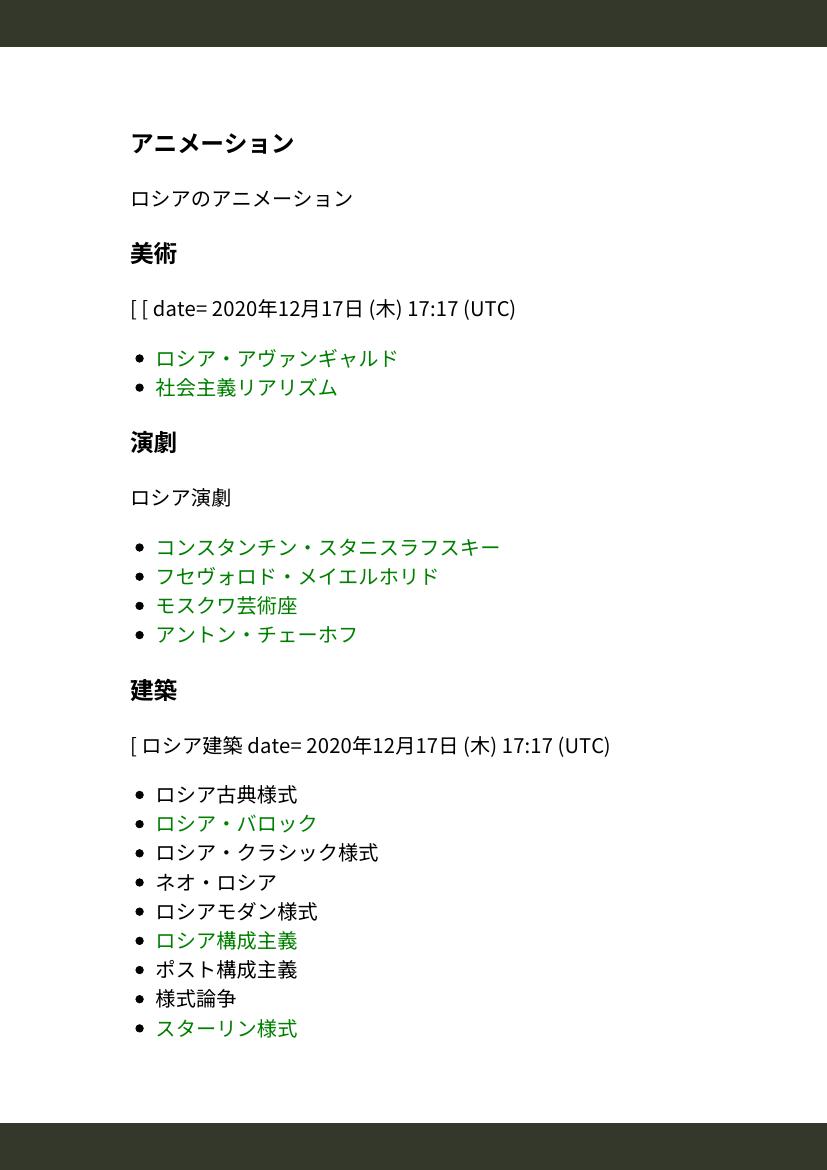 アニメーション
ロシアのアニメーション
美術
[ [ date= 2020年12月17日 (木) 17:17 (UTC)
• ロシア・アヴァンギャルド
• 社会主義リアリズム
演劇
ロシア演劇
• コンスタンチン・スタニスラフスキー
• フセヴォロド・メイエルホリド
• モスクワ芸術座
• アントン・チェーホフ
建築
[ ロシア建築 date= 2020年12月17日 (木) 17:17 (UTC)
• ロシア古典様式
• ロシア・バロック
• ロシア・クラシック様式
• ネオ・ロシア
• ロシアモダン様式
• ロシア構成主義
• ポスト構成主義
• 様式論争
• スターリン様式